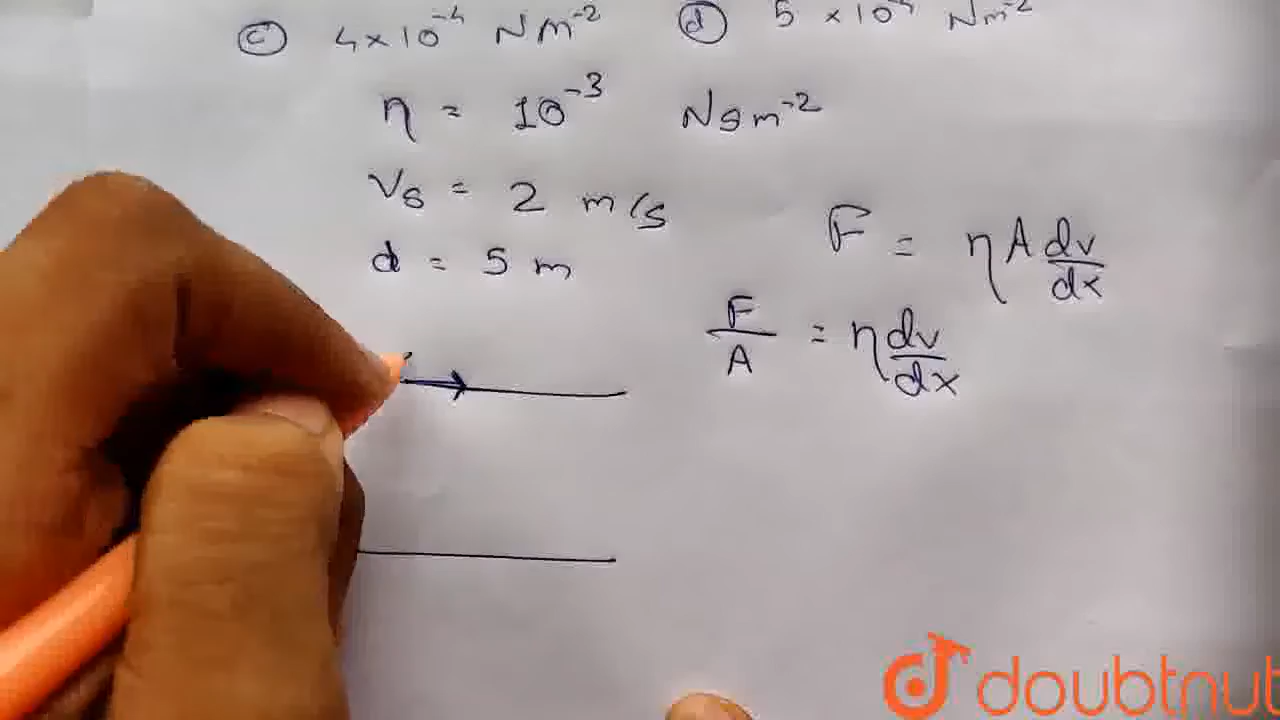 (c) 4×10⁻⁴ Nm⁻² (d) 5 ×10⁻⁴ Nm⁻²
η = 10⁻³ Nsm⁻²
Vs = 2 m/s
d = 5 m
F = ηA dv/dx
F/A = η dv/dx
doubtnut